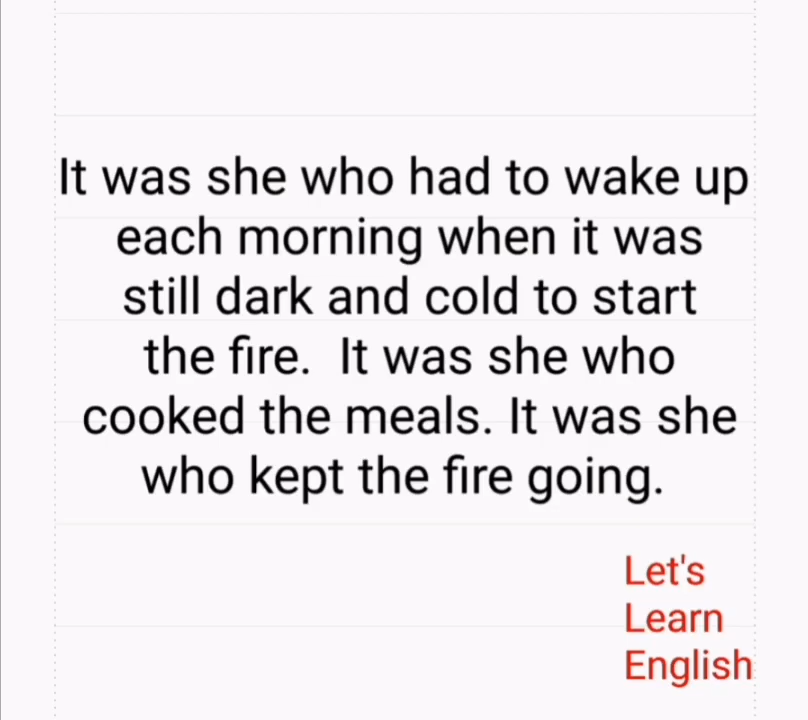 It was she who had to wake up
each morning when it was
still dark and cold to start
the fire.  It was she who
cooked the meals. It was she
who kept the fire going.
Let's
Learn
English